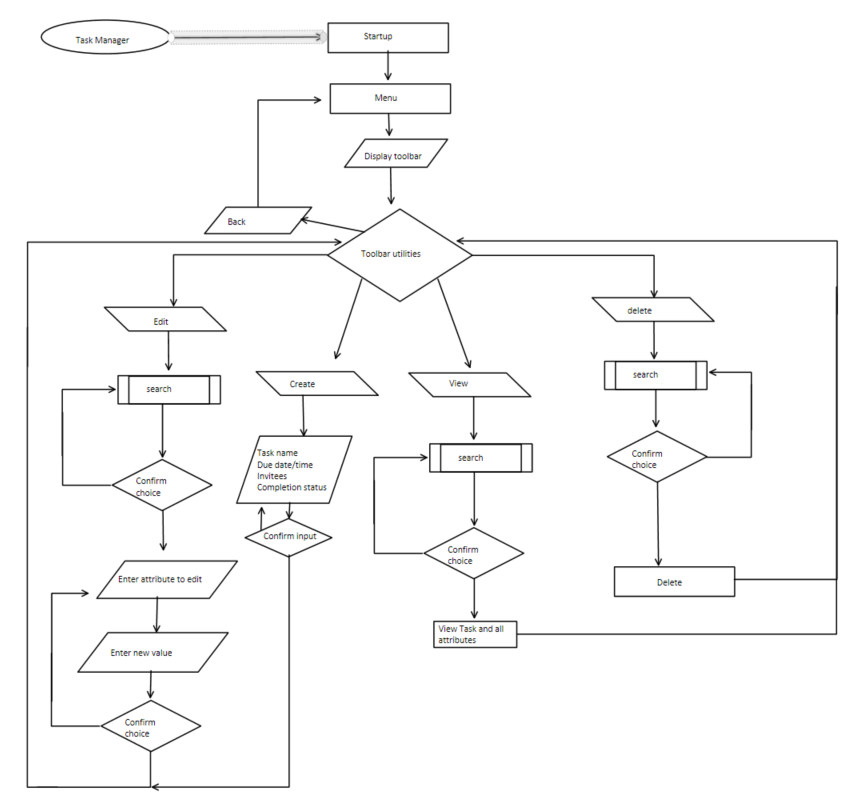 Task Manager
Startup
Menu
Display toolbar
Back
Toolbar utilities
Edit
delete
search
Create
View
search
Task name
Due date/time
Invitees
Completion status
search
Confirm
choice
Confirm
choice
Confirm input
Confirm
choice
Enter attribute to edit
Delete
View Task and all
attributes
Enter new value
Confirm
choice